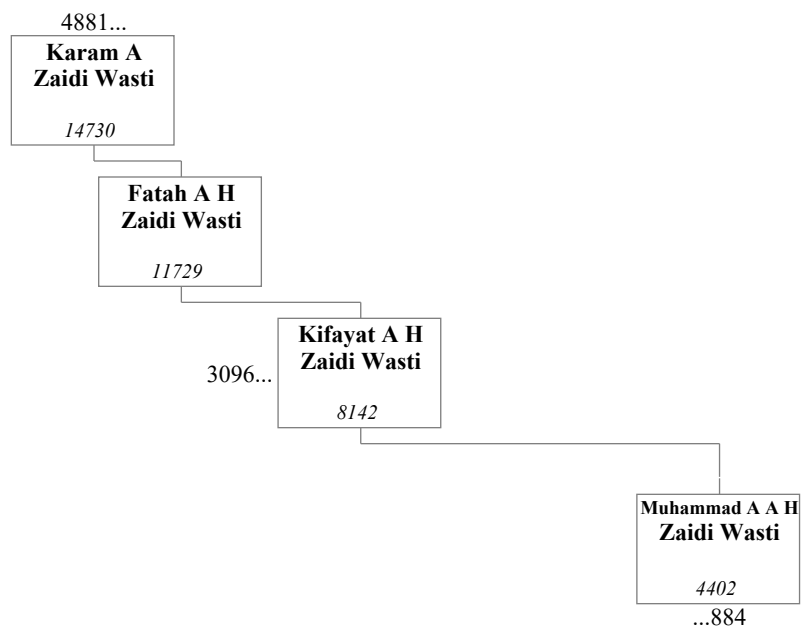 4881...
Karam A
Zaidi Wasti
14730
Fatah A H
Zaidi Wasti
11729
Kifayat A H
Zaidi Wasti
3096...
8142
Muhammad A A H
Zaidi Wasti
4402
...884